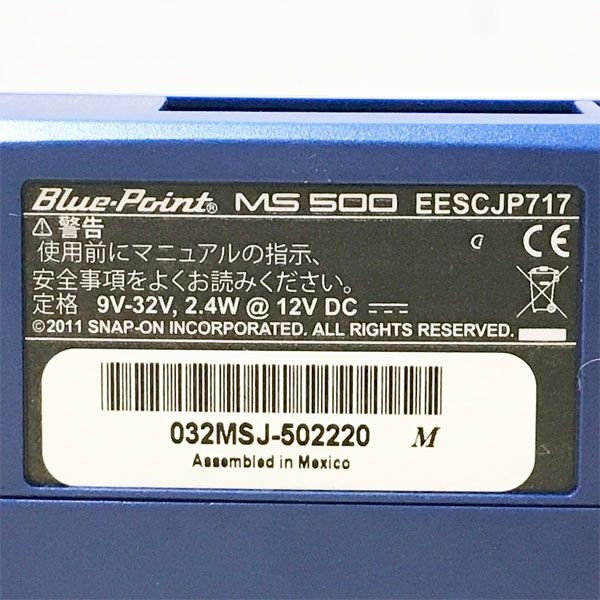 Blue-Point® MS 500 EESCJP717
⚠警告
使用前にマニュアルの指示、
安全事項をよくお読みください。
定格 9V-32V, 2.4W @ 12V DC ⎓
CE
©2011 SNAP-ON INCORPORATED. ALL RIGHTS RESERVED.
032MSJ-502220 M
Assembled in Mexico